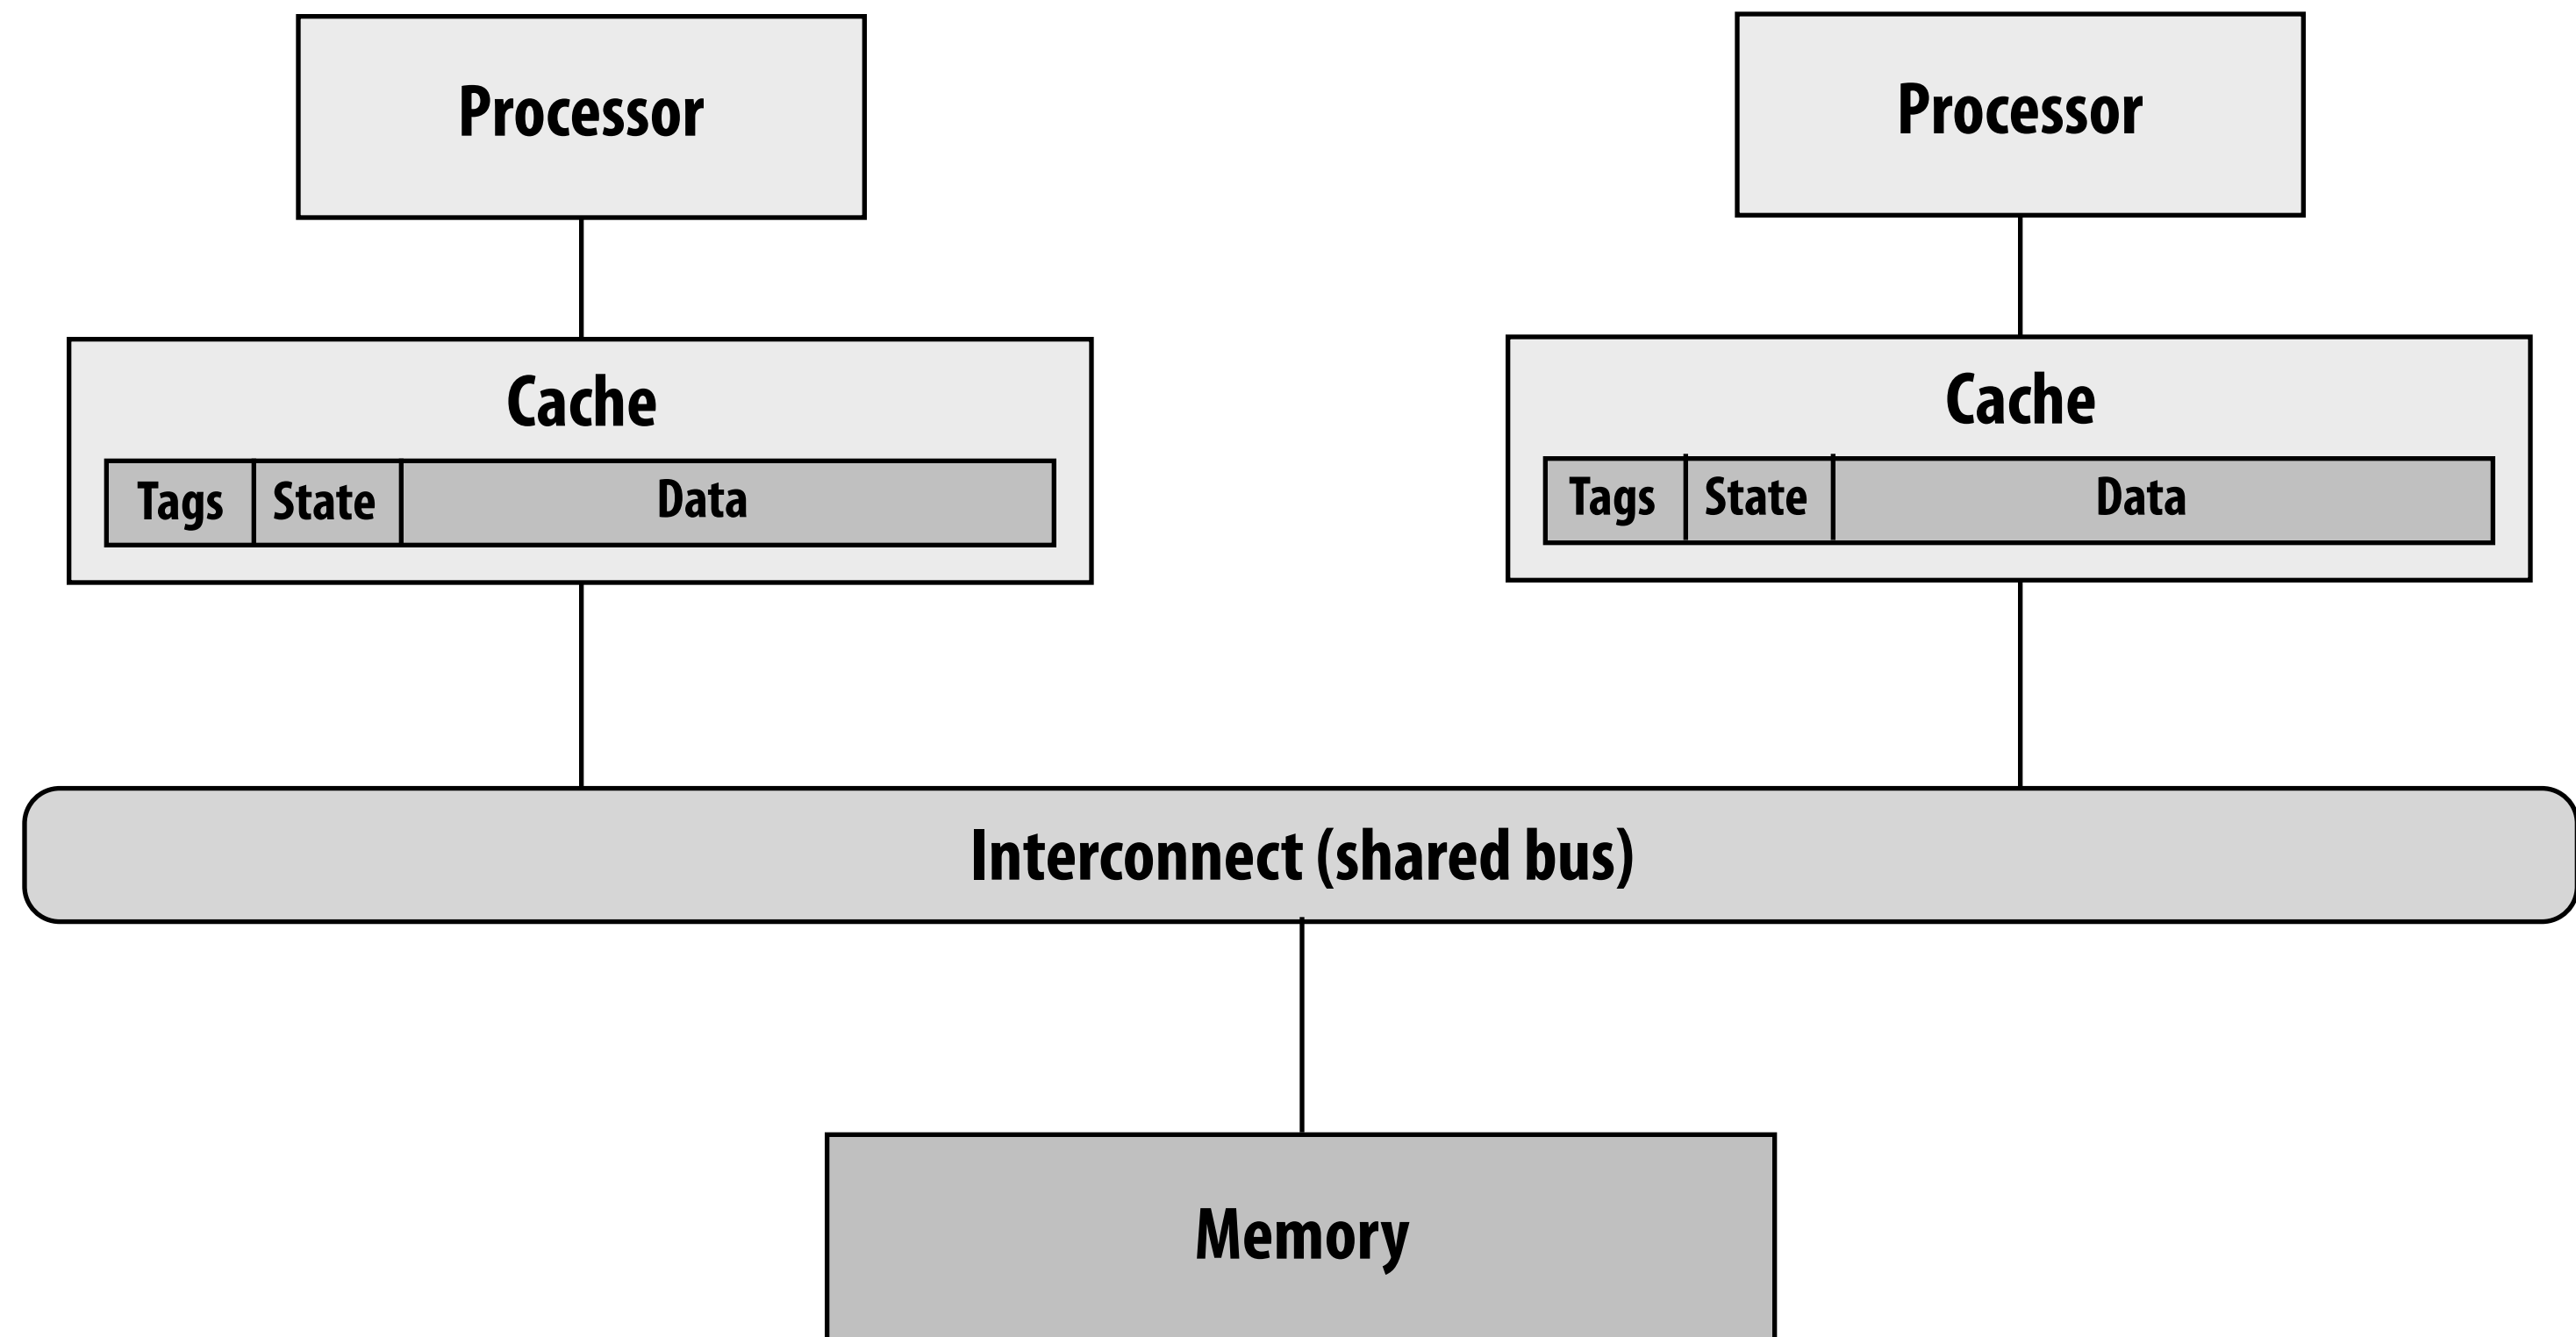 Processor
Processor
Cache
Cache
Tags State Data
Tags State Data
Interconnect (shared bus)
Memory